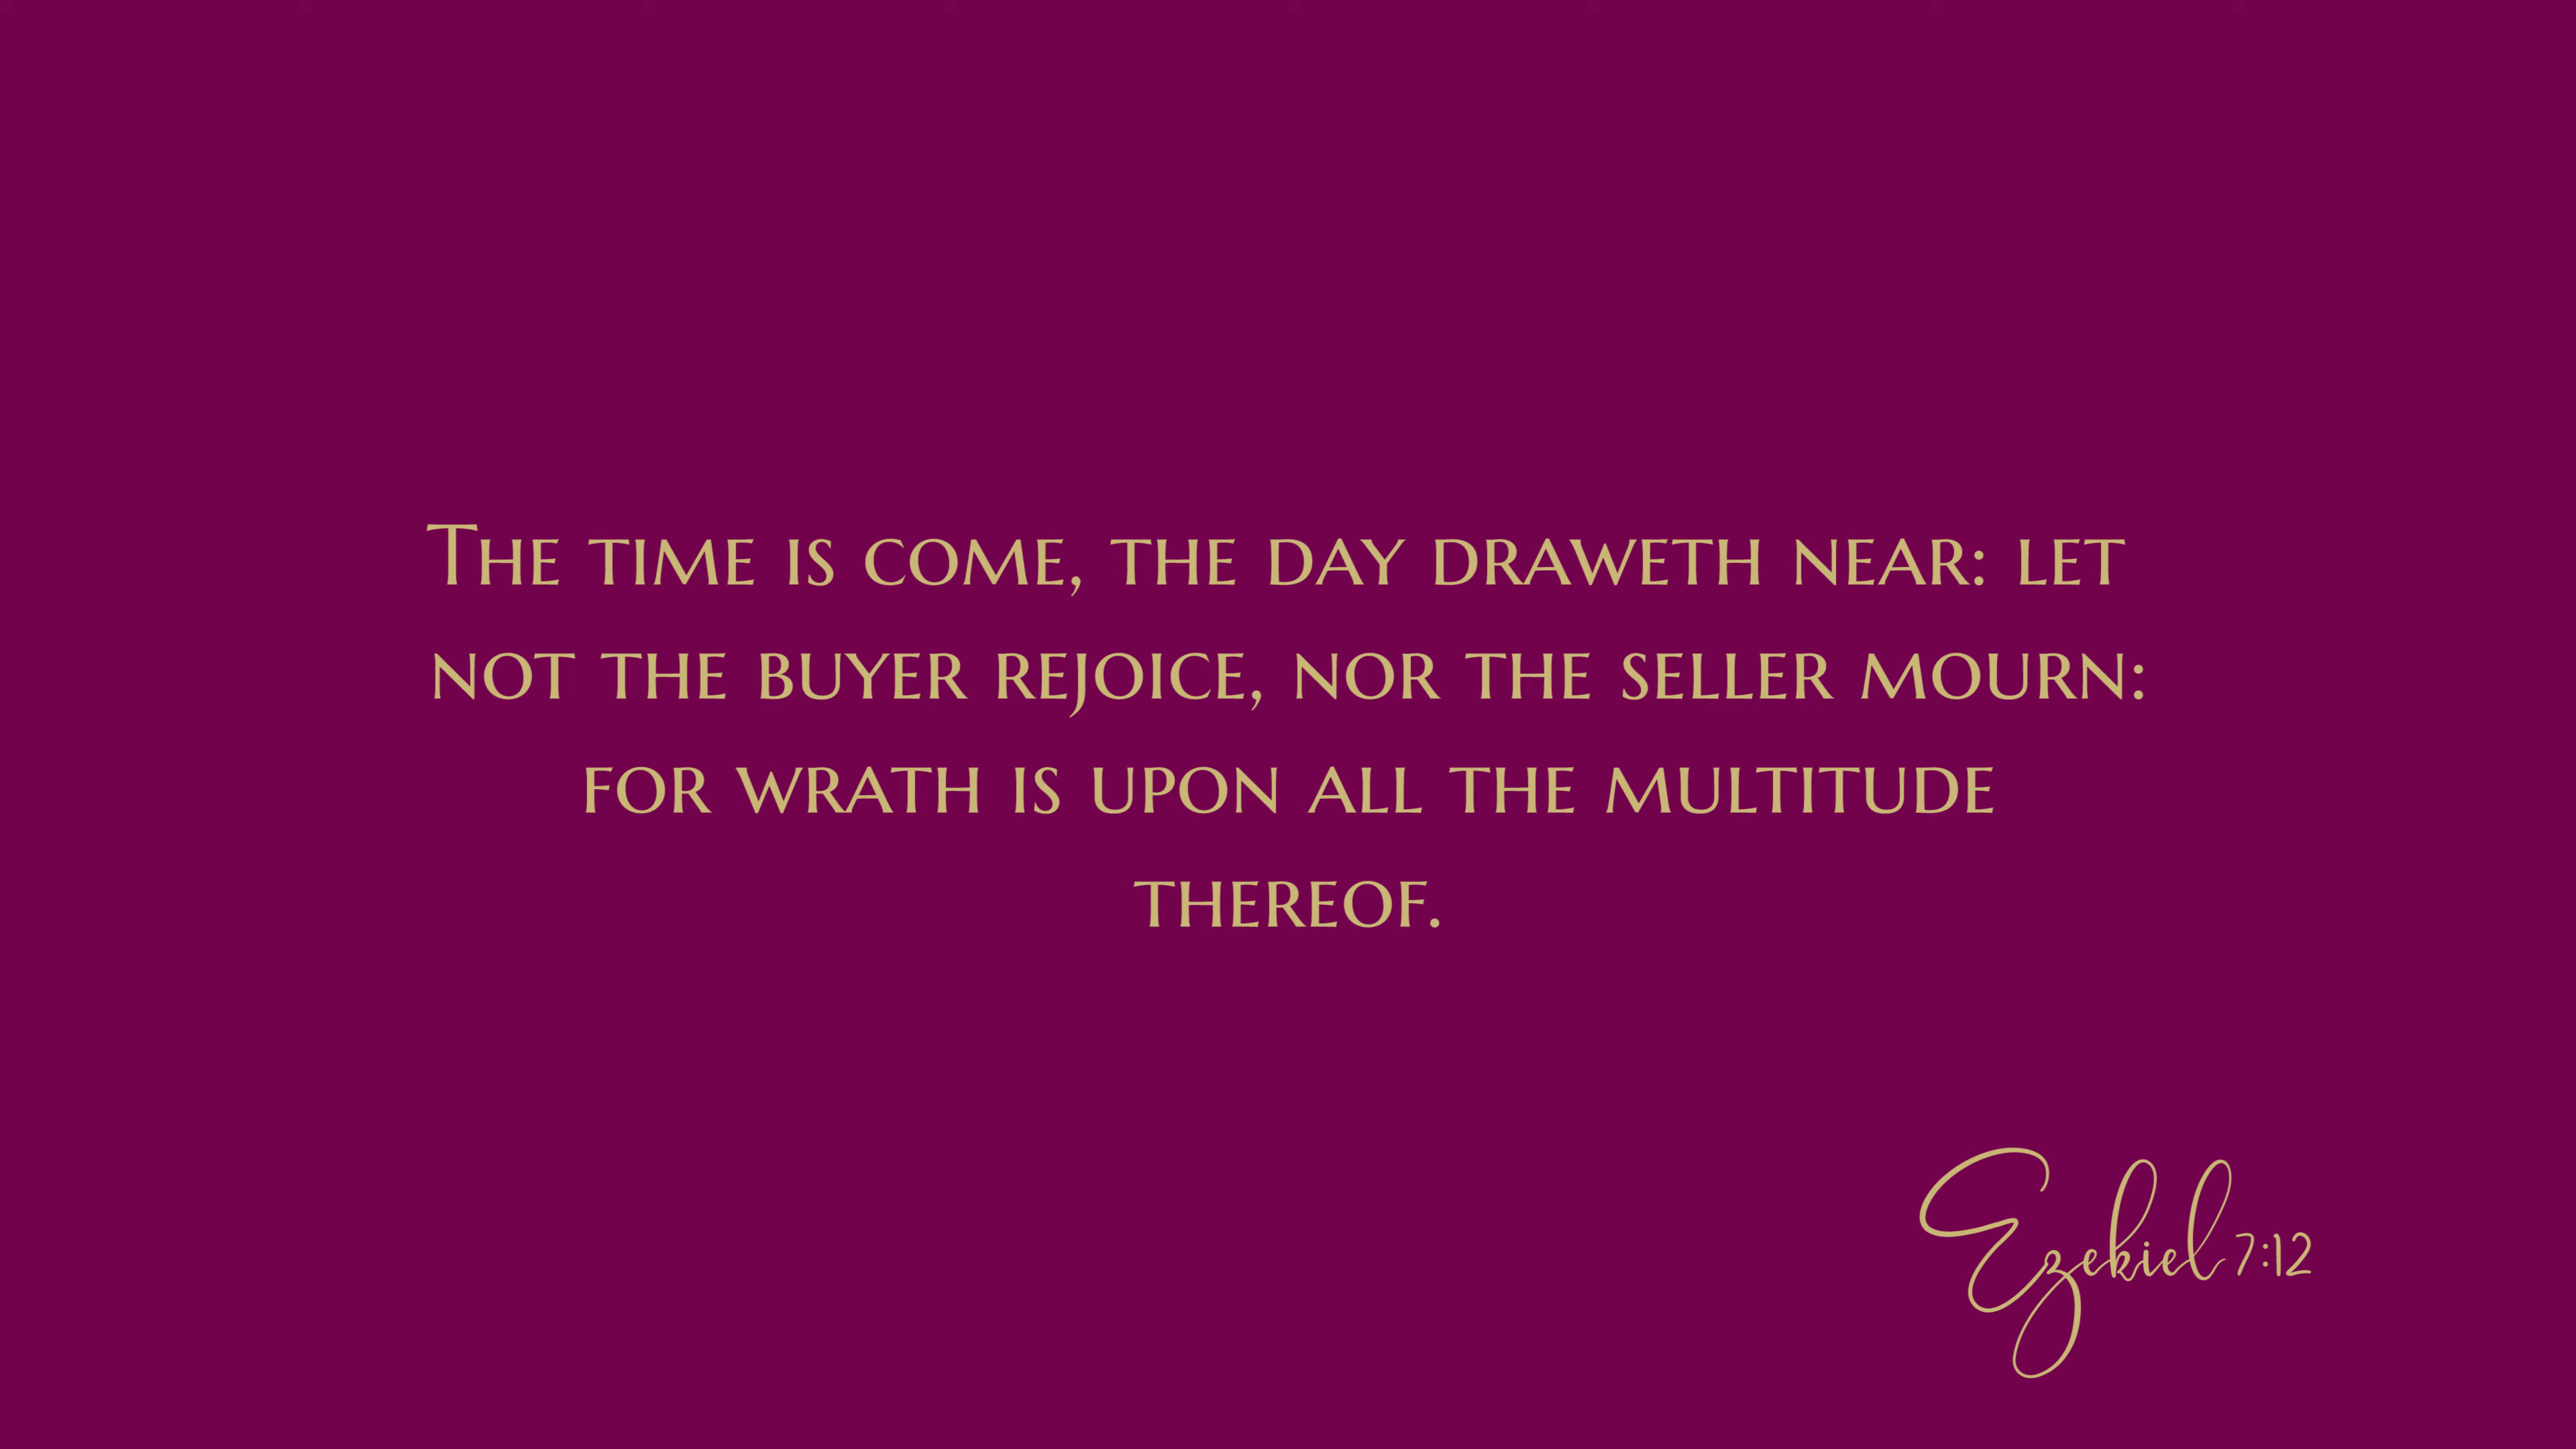 The time is come, the day draweth near: let
not the buyer rejoice, nor the seller mourn:
for wrath is upon all the multitude
thereof.
Ezekiel 7:12